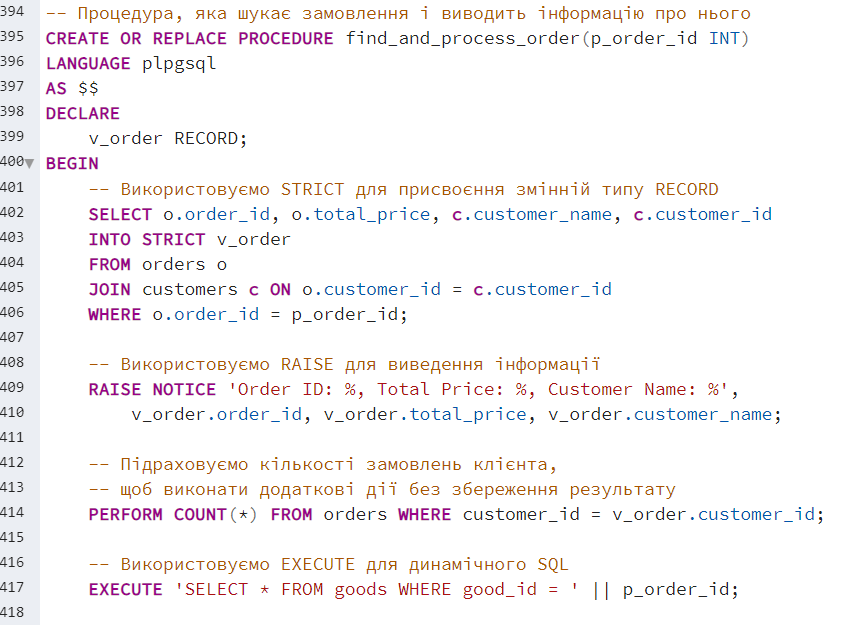 394 -- Процедура, яка шукає замовлення і виводить інформацію про нього
395 CREATE OR REPLACE PROCEDURE find_and_process_order(p_order_id INT)
396 LANGUAGE plpgsql
397 AS $$
398 DECLARE
399     v_order RECORD;
400 BEGIN
401     -- Використовуємо STRICT для присвоєння змінній типу RECORD
402     SELECT o.order_id, o.total_price, c.customer_name, c.customer_id
403     INTO STRICT v_order
404     FROM orders o
405     JOIN customers c ON o.customer_id = c.customer_id
406     WHERE o.order_id = p_order_id;
407
408     -- Використовуємо RAISE для виведення інформації
409     RAISE NOTICE 'Order ID: %, Total Price: %, Customer Name: %',
410         v_order.order_id, v_order.total_price, v_order.customer_name;
411
412     -- Підраховуємо кількості замовлень клієнта,
413     -- щоб виконати додаткові дії без збереження результату
414     PERFORM COUNT(*) FROM orders WHERE customer_id = v_order.customer_id;
415
416     -- Використовуємо EXECUTE для динамічного SQL
417     EXECUTE 'SELECT * FROM goods WHERE good_id = ' || p_order_id;
418